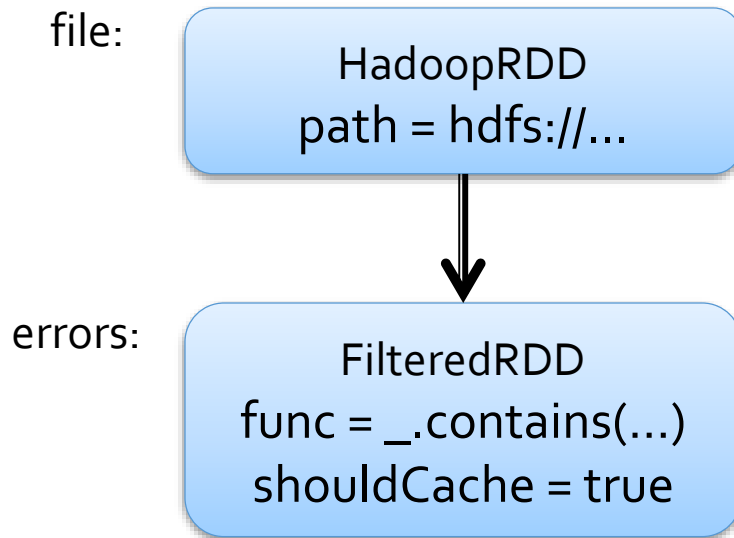 file:
HadoopRDD
path = hdfs://...
errors:
FilteredRDD
func = _.contains(...)
shouldCache = true